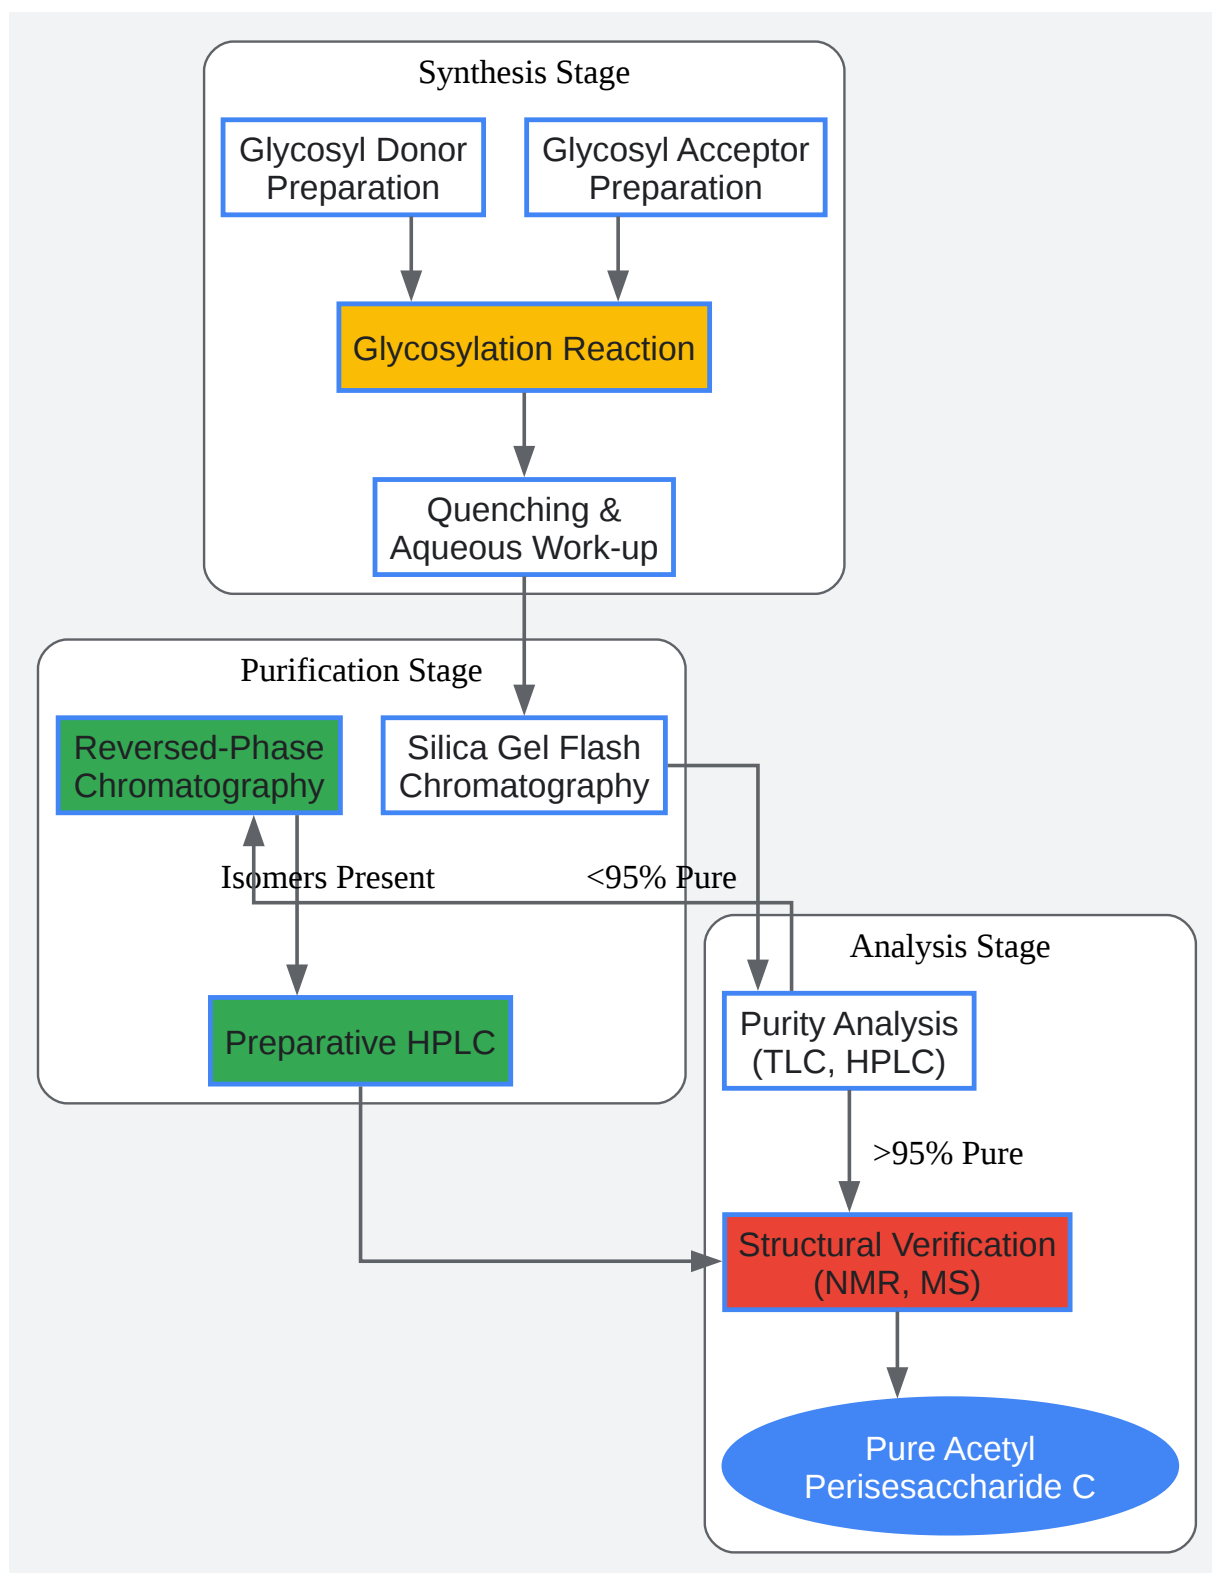 Synthesis Stage
Glycosyl Donor
Preparation
Glycosyl Acceptor
Preparation
Glycosylation Reaction
Quenching &
Aqueous Work-up
Purification Stage
Reversed-Phase
Chromatography
Silica Gel Flash
Chromatography
Isomers Present
<95% Pure
Analysis Stage
Purity Analysis
(TLC, HPLC)
Preparative HPLC
>95% Pure
Structural Verification
(NMR, MS)
Pure Acetyl
Perisesaccharide C